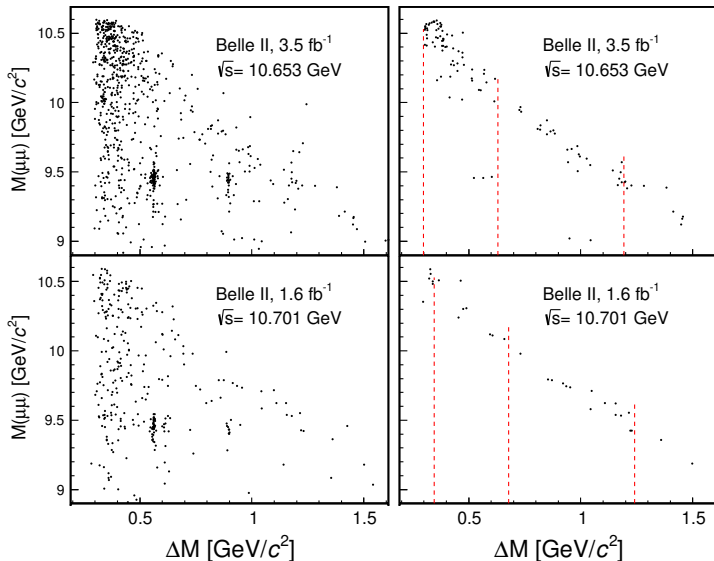 Belle II, 3.5 fb⁻¹
√s= 10.653 GeV
M(μμ) [GeV/c²]
10.5
10
9.5
9
Belle II, 3.5 fb⁻¹
√s= 10.653 GeV
Belle II, 1.6 fb⁻¹
√s= 10.701 GeV
M(μμ) [GeV/c²]
10.5
10
9.5
9
0.5 1 1.5
ΔM [GeV/c²]
Belle II, 1.6 fb⁻¹
√s= 10.701 GeV
0.5 1 1.5
ΔM [GeV/c²]